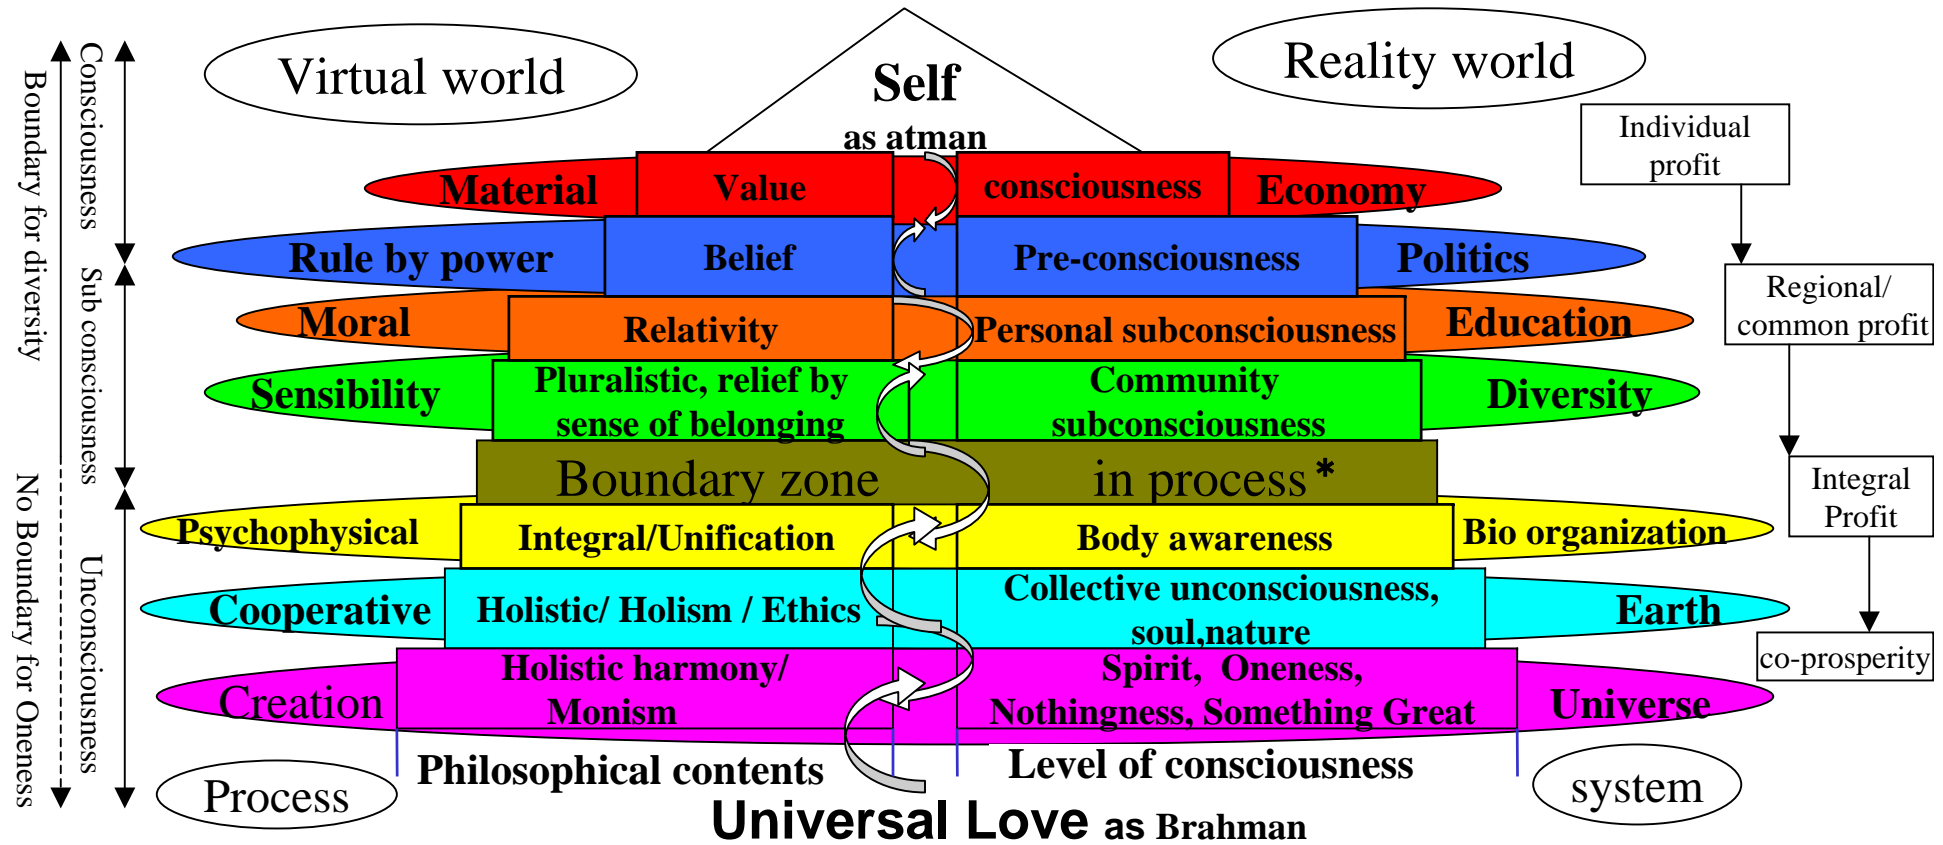 Virtual world
Self
as atman
Reality world
Individual
profit
Material
Value
consciousness
Economy
Rule by power
Belief
Pre-consciousness
Politics
Regional/
common profit
Moral
Relativity
Personal subconsciousness
Education
Sensibility
Pluralistic, relief by
sense of belonging
Community
subconsciousness
Diversity
Boundary zone
in process*
Integral
Profit
Psychophysical
Integral/Unification
Body awareness
Bio organization
Cooperative
Holistic/ Holism / Ethics
Collective unconsciousness,
soul,nature
Earth
co-prosperity
Creation
Holistic harmony/
Monism
Spirit, Oneness,
Nothingness, Something Great
Universe
Process
Philosophical contents
Level of consciousness
system
Universal Love as Brahman
Consciousness
Sub consciousness
Unconsciousness
Boundary for diversity
No Boundary for Oneness